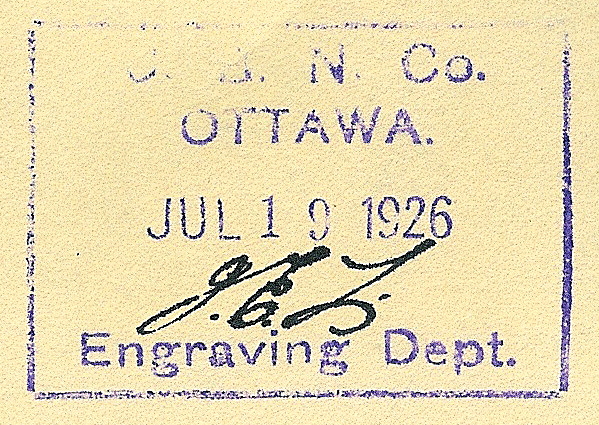 B. N. Co.
OTTAWA.
JUL 19 1926
J. E. L.
Engraving Dept.